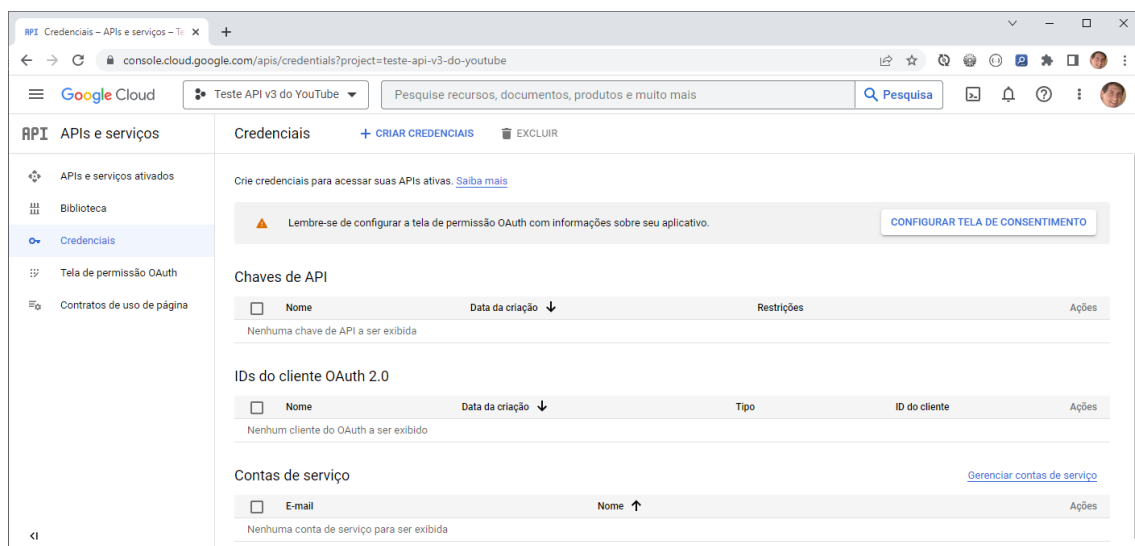 API Credenciais – APIs e serviços – Te
console.cloud.google.com/apis/credentials?project=teste-api-v3-do-youtube
Google Cloud Teste API v3 do YouTube Pesquise recursos, documentos, produtos e muito mais Pesquisa
API APIs e serviços
APIs e serviços ativados
Biblioteca
Credenciais
Tela de permissão OAuth
Contratos de uso de página
Credenciais + CRIAR CREDENCIAIS EXCLUIR
Crie credenciais para acessar suas APIs ativas. Saiba mais
Lembre-se de configurar a tela de permissão OAuth com informações sobre seu aplicativo. CONFIGURAR TELA DE CONSENTIMENTO
Chaves de API
Nome Data da criação Restrições Ações
Nenhuma chave de API a ser exibida
IDs do cliente OAuth 2.0
Nome Data da criação Tipo ID do cliente Ações
Nenhum cliente do OAuth a ser exibido
Contas de serviço Gerenciar contas de serviço
E-mail Nome Ações
Nenhuma conta de serviço para ser exibida